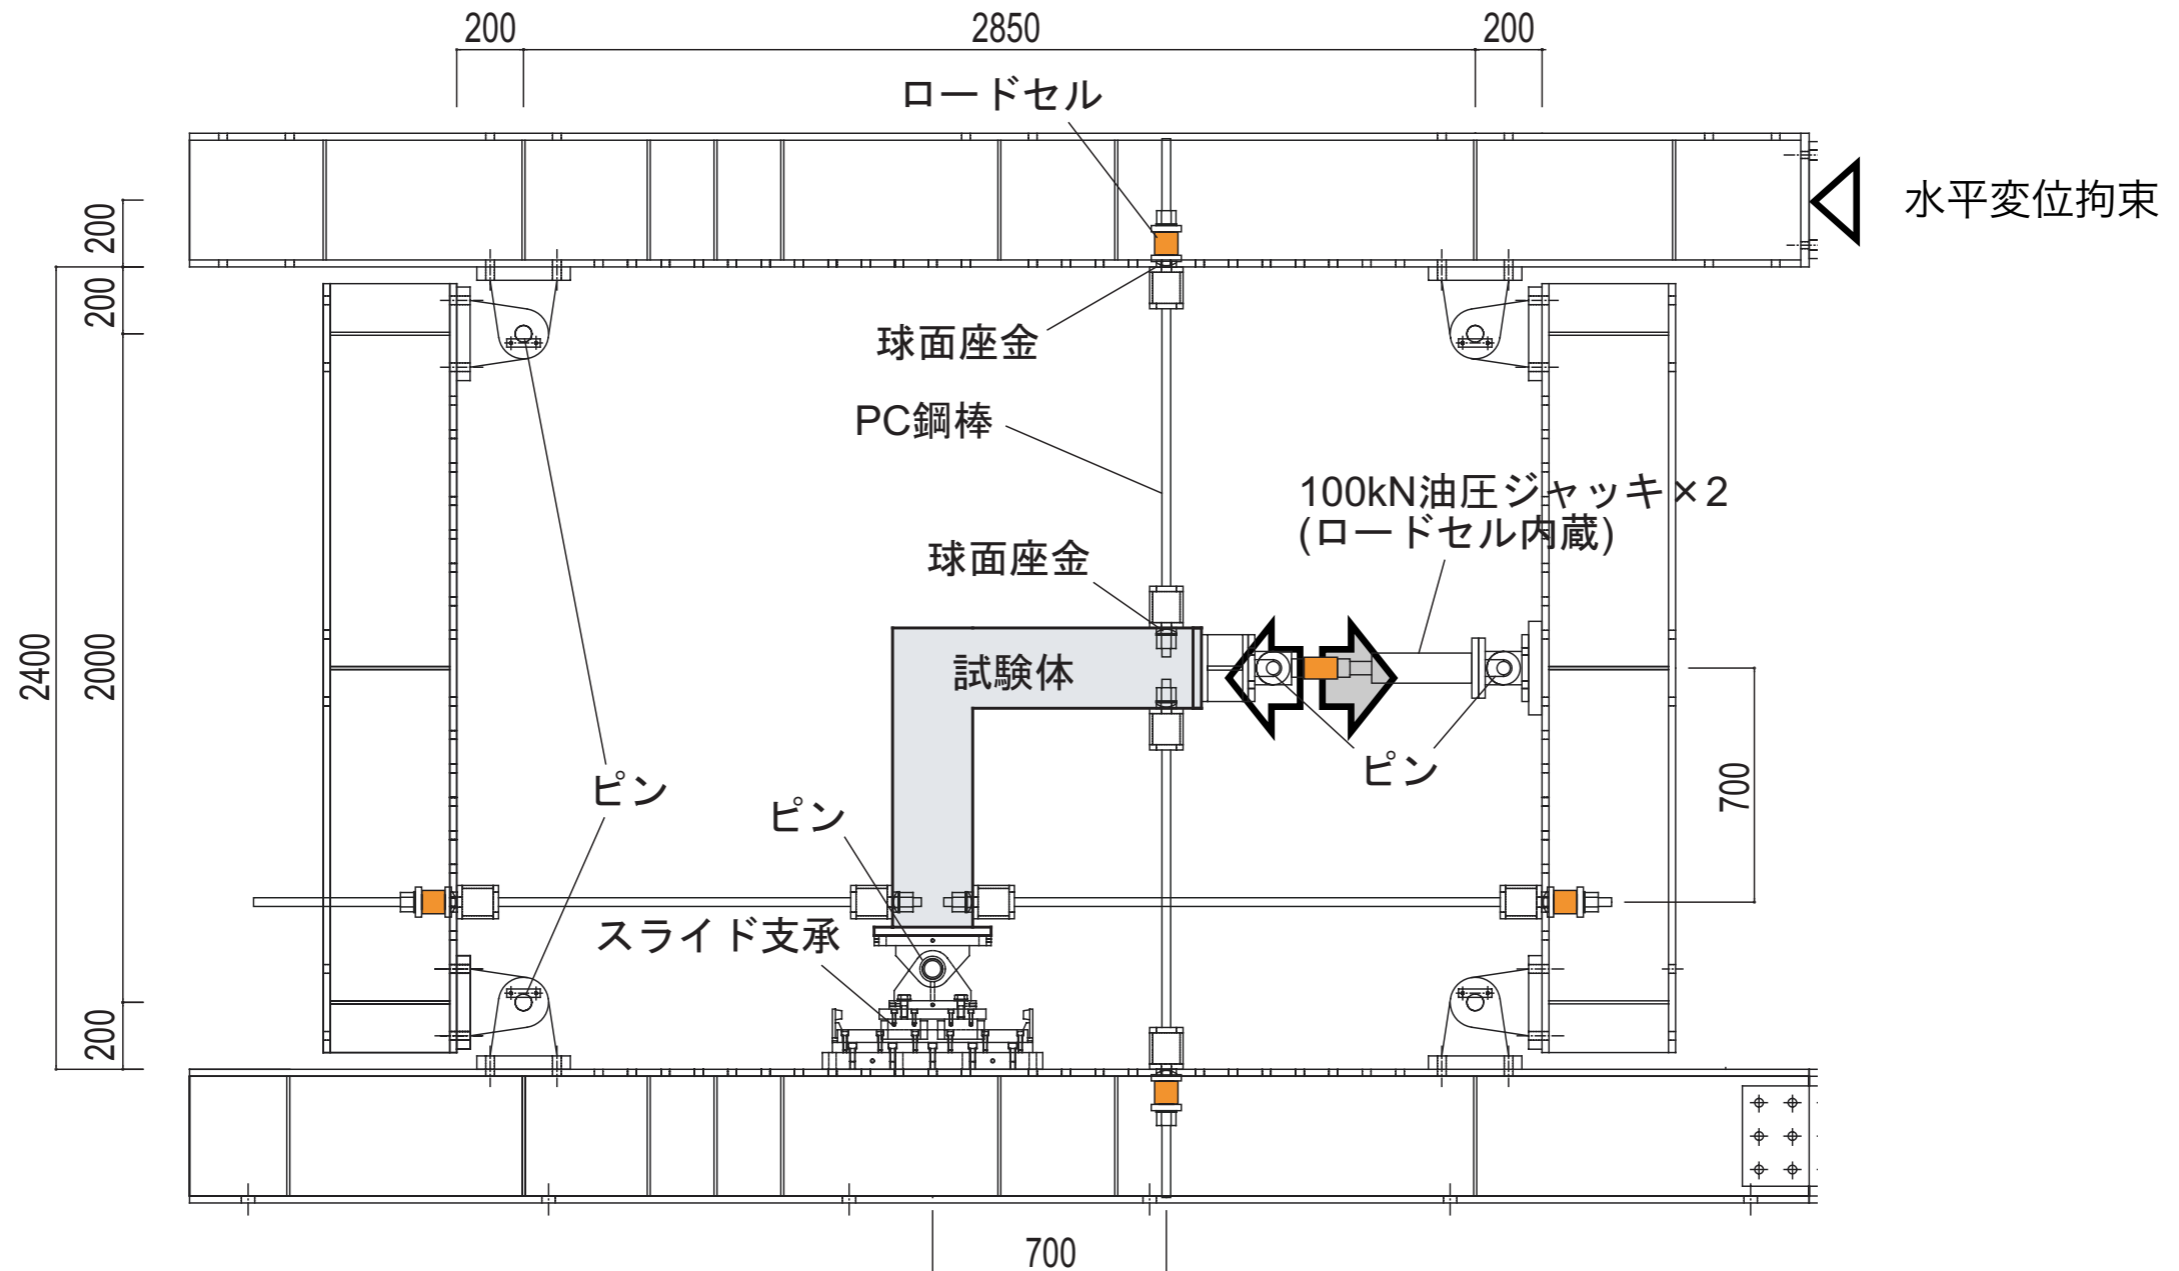 200
2850
200
ロードセル
水平変位拘束
200
200
球面座金
PC鋼棒
100kN油圧ジャッキ×2
(ロードセル内蔵)
球面座金
2400
2000
試験体
ピン
700
ピン
ピン
スライド支承
200
700